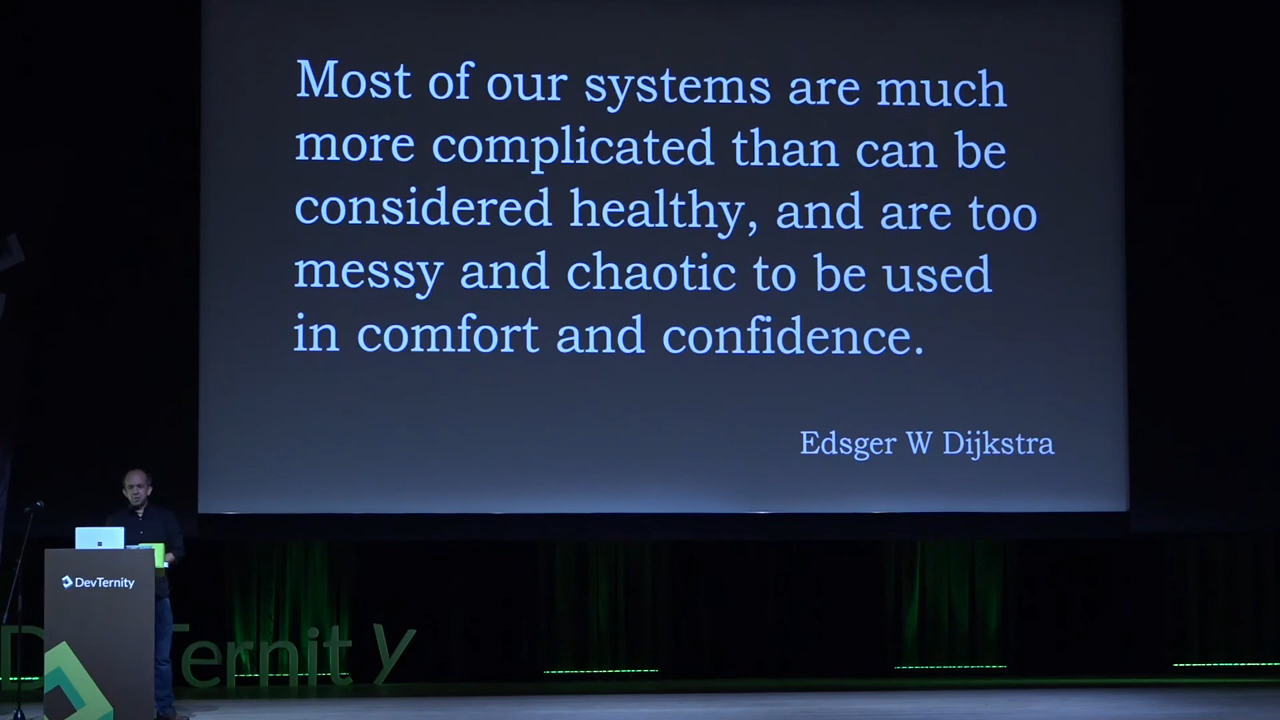 Most of our systems are much
more complicated than can be
considered healthy, and are too
messy and chaotic to be used
in comfort and confidence.
Edsger W Dijkstra
DevTernity
D Ternity